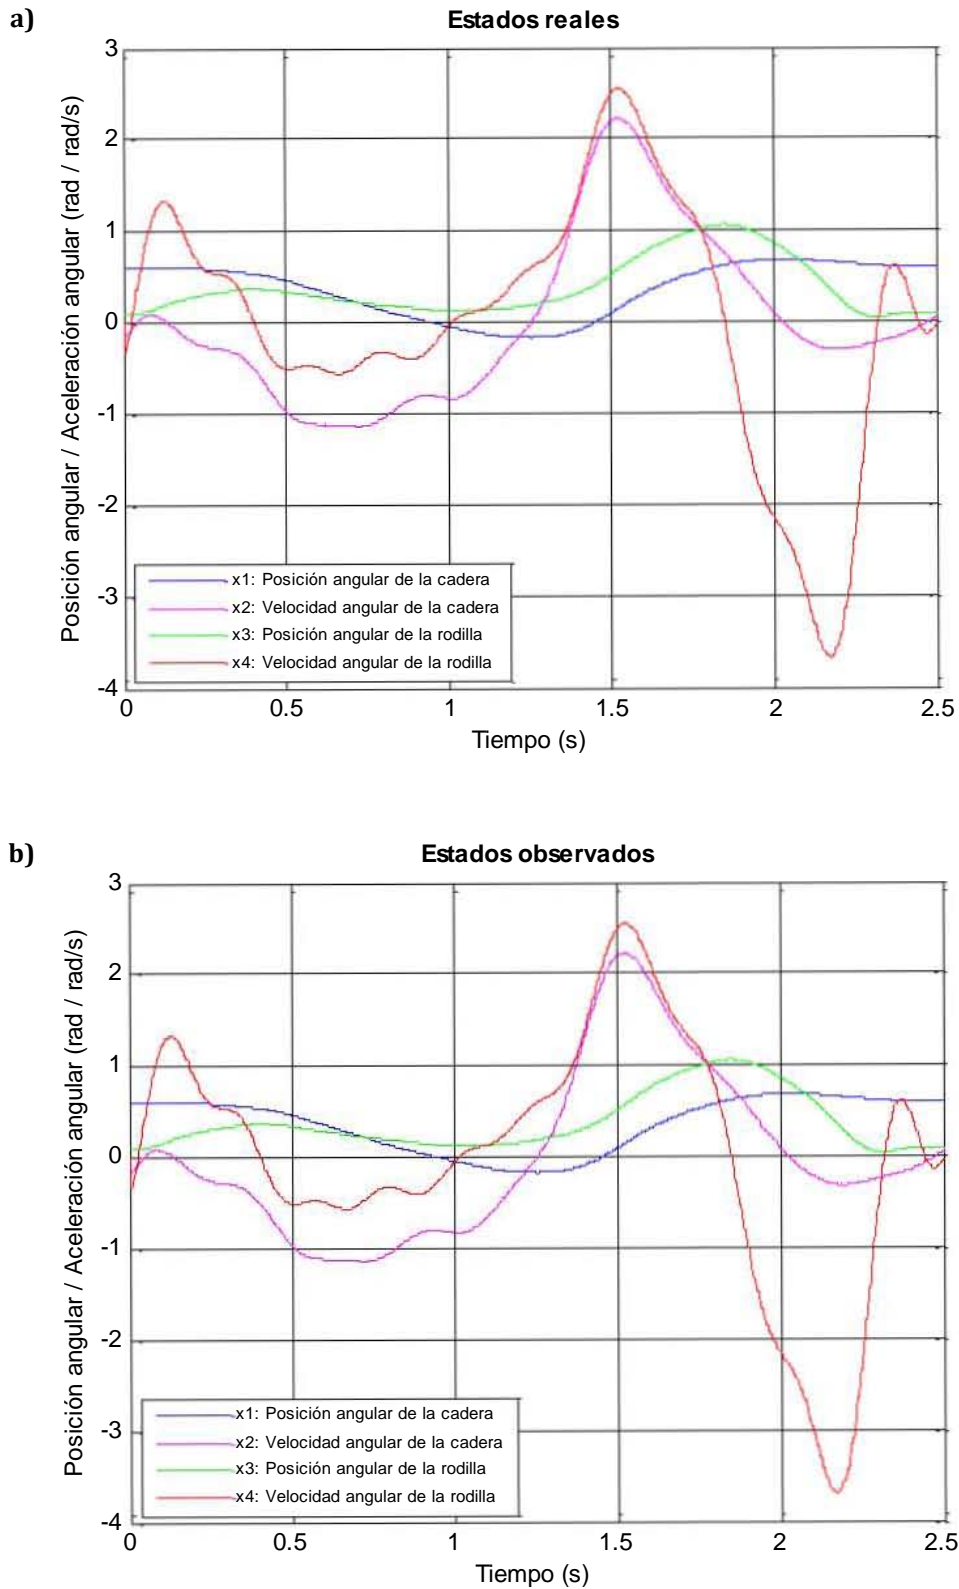 a)
Estados reales
Posición angular / Aceleración angular (rad / rad/s)
3
2
1
0
-1
-2
-3
-4
x1: Posición angular de la cadera
x2: Velocidad angular de la cadera
x3: Posición angular de la rodilla
x4: Velocidad angular de la rodilla
0 0.5 1 1.5 2 2.5
Tiempo (s)
b)
Estados observados
Posición angular / Aceleración angular (rad / rad/s)
3
2
1
0
-1
-2
-3
-4
x1: Posición angular de la cadera
x2: Velocidad angular de la cadera
x3: Posición angular de la rodilla
x4: Velocidad angular de la rodilla
0 0.5 1 1.5 2 2.5
Tiempo (s)